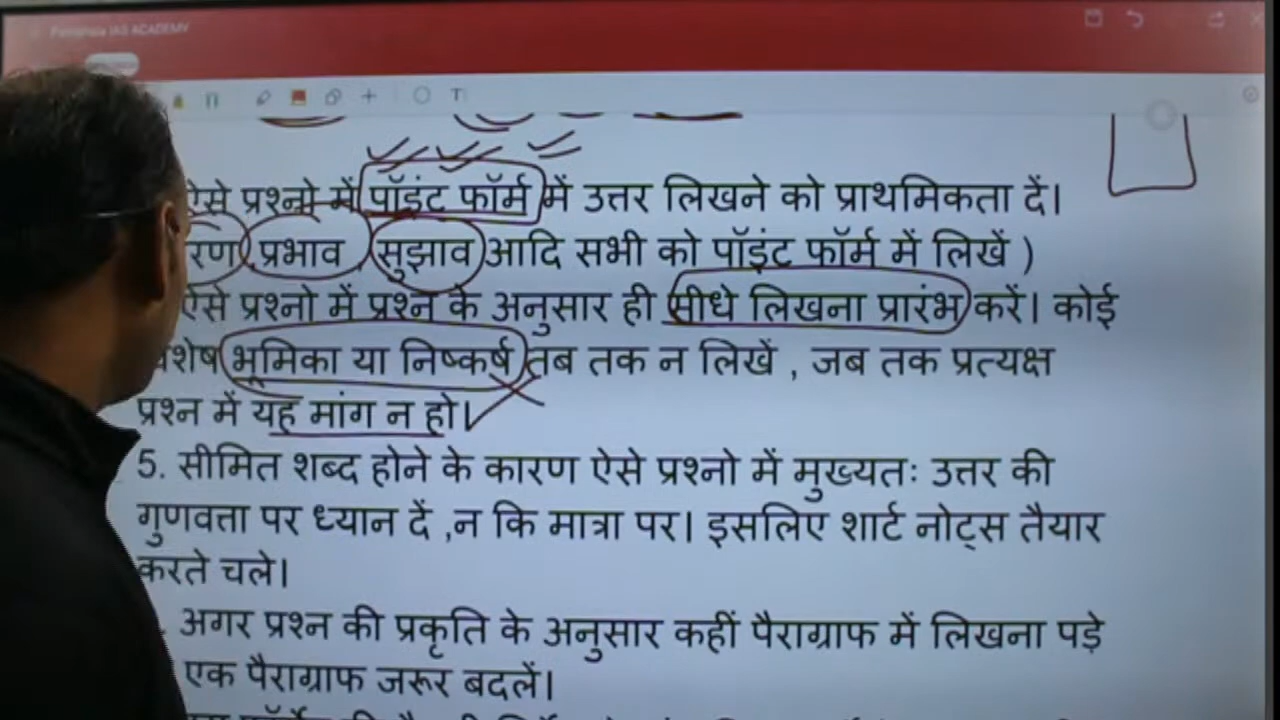 IAS ACADEMY
ऐसे प्रश्नो में पॉइंट फॉर्म में उत्तर लिखने को प्राथमिकता दें।
रण प्रभाव , सुझाव आदि सभी को पॉइंट फॉर्म में लिखें )
ऐसे प्रश्नो में प्रश्न के अनुसार ही सीधे लिखना प्रारंभ करें। कोई
शेष भूमिका या निष्कर्ष तब तक न लिखें , जब तक प्रत्यक्ष
प्रश्न में यह मांग न हो।
5. सीमित शब्द होने के कारण ऐसे प्रश्नो में मुख्यतः उत्तर की
गुणवत्ता पर ध्यान दें ,न कि मात्रा पर। इसलिए शार्ट नोट्स तैयार
करते चले।
. अगर प्रश्न की प्रकृति के अनुसार कहीं पैराग्राफ में लिखना पड़े
एक पैराग्राफ जरूर बदलें।